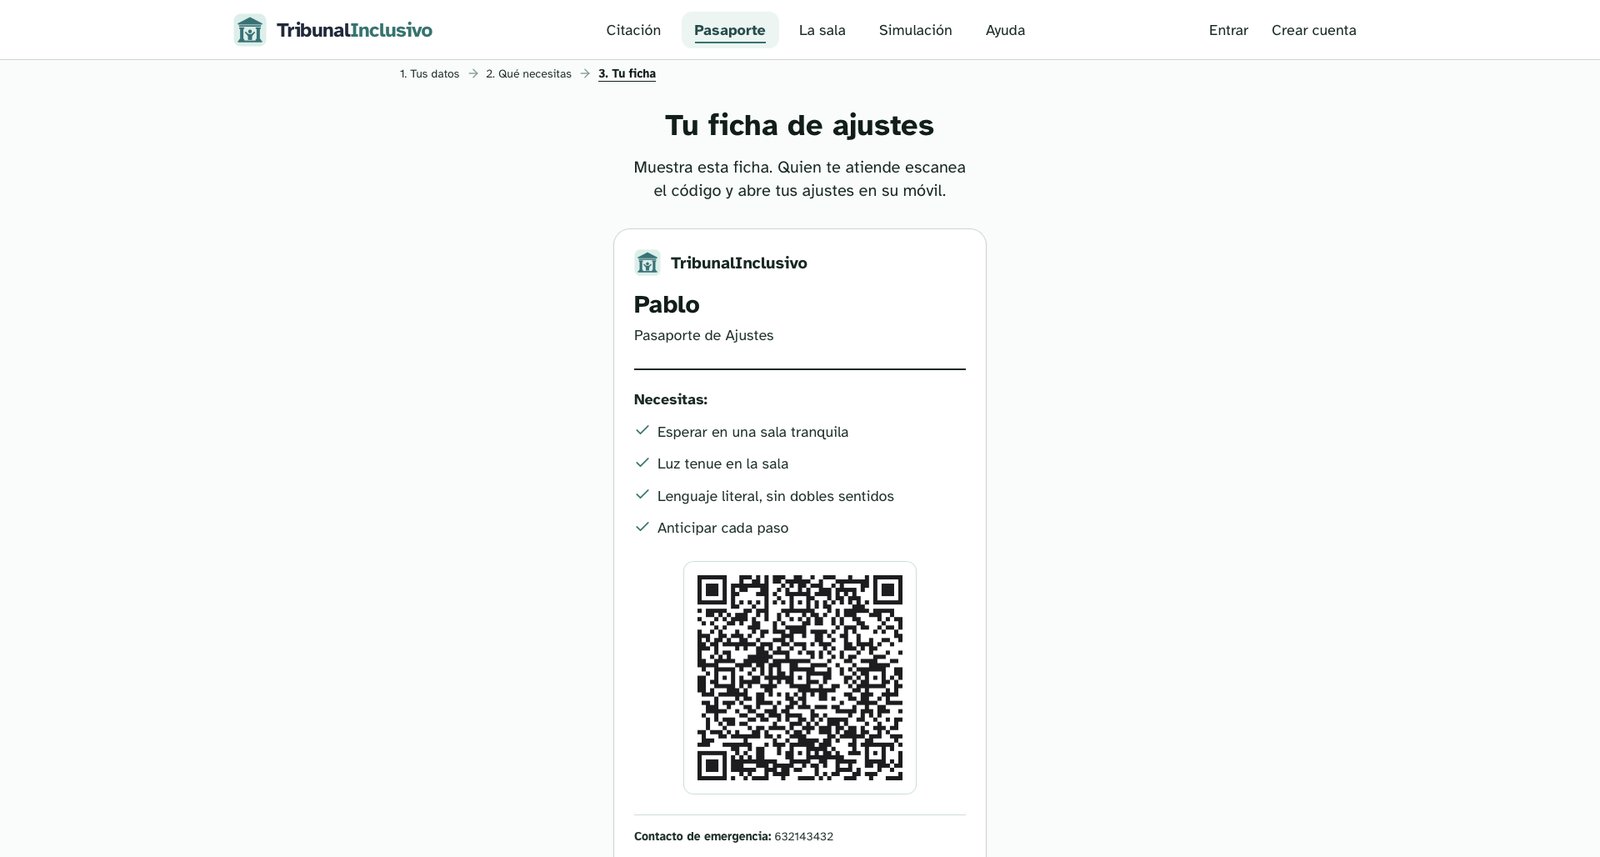 TribunalInclusivo
Citación
Pasaporte
La sala
Simulación
Ayuda
Entrar
Crear cuenta
1. Tus datos → 2. Qué necesitas → 3. Tu ficha
Tu ficha de ajustes
Muestra esta ficha. Quien te atiende escanea
el código y abre tus ajustes en su móvil.
TribunalInclusivo
Pablo
Pasaporte de Ajustes
Necesitas:
Esperar en una sala tranquila
Luz tenue en la sala
Lenguaje literal, sin dobles sentidos
Anticipar cada paso
Contacto de emergencia: 632143432